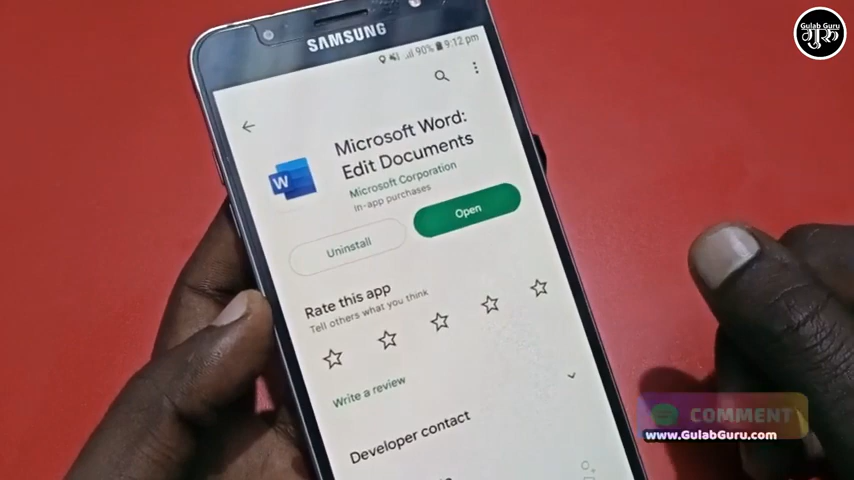 Gulab Guru
गुरु
SAMSUNG
90% 9:12 pm
Microsoft Word:
Edit Documents
Microsoft Corporation
In-app purchases
W
Uninstall
Open
Rate this app
Tell others what you think
Write a review
Developer contact
COMMENT
www.GulabGuru.com